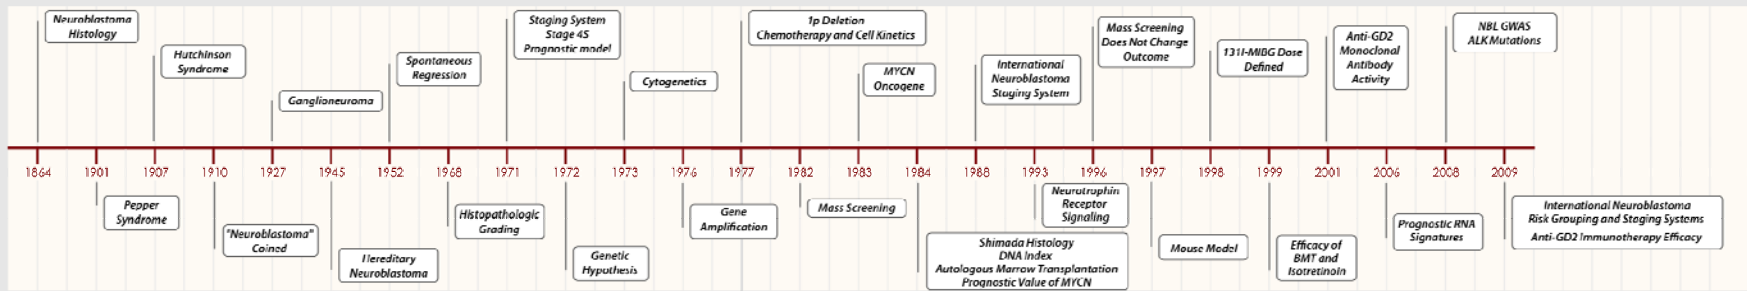 Neuroblastoma
Histology
Hutchinson
Syndrome
Ganglioneuroma
Spontaneous
Regression
Staging System
Stage 4S
Prognostic model
Cytogenetics
1p Deletion
Chemotherapy and Cell Kinetics
MYCN
Oncogene
International
Neuroblastoma
Staging System
Mass Screening
Does Not Change
Outcome
131I-MIBG Dose
Defined
Anti-GD2
Monoclonal
Antibody
Activity
NBL GWAS
ALK Mutations
1864 1901 1907 1910 1927 1945 1952 1968 1971 1972 1973 1976 1977 1982 1983 1984 1988 1993 1996 1997 1998 1999 2001 2006 2008 2009
Pepper
Syndrome
"Neuroblastoma"
Coined
Hereditary
Neuroblastoma
Histopathologic
Grading
Genetic
Hypothesis
Gene
Amplification
Mass Screening
Shimada Histology
DNA Index
Autologous Marrow Transplantation
Prognostic Value of MYCN
Neurotrophin
Receptor
Signaling
Mouse Model
Efficacy of
BMT and
Isotretinoin
Prognostic RNA
Signatures
International Neuroblastoma
Risk Grouping and Staging Systems
Anti-GD2 Immunotherapy Efficacy